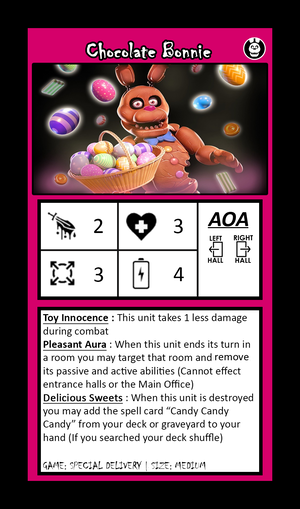 Chocolate Bonnie
2
3
AOA
LEFT RIGHT
HALL HALL
3
4
Toy Innocence : This unit takes 1 less damage
during combat
Pleasant Aura : When this unit ends its turn in
a room you may target that room and remove
its passive and active abilities (Cannot effect
entrance halls or the Main Office)
Delicious Sweets : When this unit is destroyed
you may add the spell card “Candy Candy
Candy” from your deck or graveyard to your
hand (If you searched your deck shuffle)
GAME: SPECIAL DELIVERY | SIZE: MEDIUM